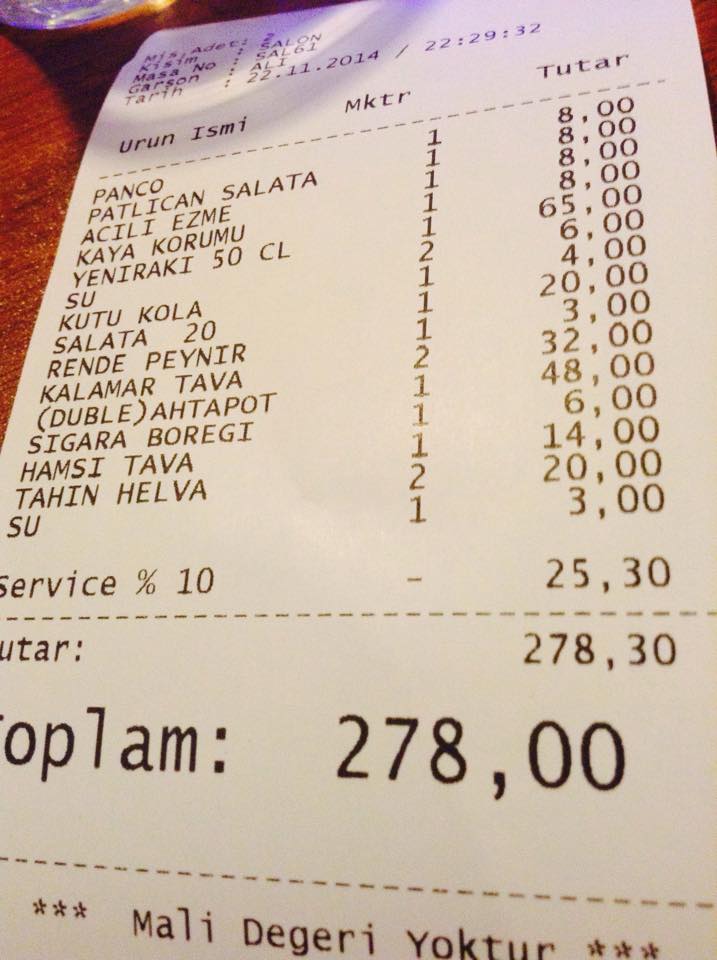 Mis.Adet: 2
Kisim : SALON
Masa No : SAL61
Garson : ALI
Tarih : 22.11.2014 / 22:29:32
Urun Ismi Mktr Tutar
PANCO 1 8,00
PATLICAN SALATA 1 8,00
ACILI EZME 1 8,00
KAYA KORUMU 1 8,00
YENIRAKI 50 CL 1 65,00
SU 2 6,00
KUTU KOLA 1 4,00
SALATA 20 1 20,00
RENDE PEYNIR 1 3,00
KALAMAR TAVA 2 32,00
(DUBLE)AHTAPOT 1 48,00
SIGARA BOREGI 1 6,00
HAMSI TAVA 1 14,00
TAHIN HELVA 2 20,00
SU 1 3,00
Service % 10 - 25,30
utar: 278,30
oplam: 278,00
*** Mali Degeri Yoktur ***